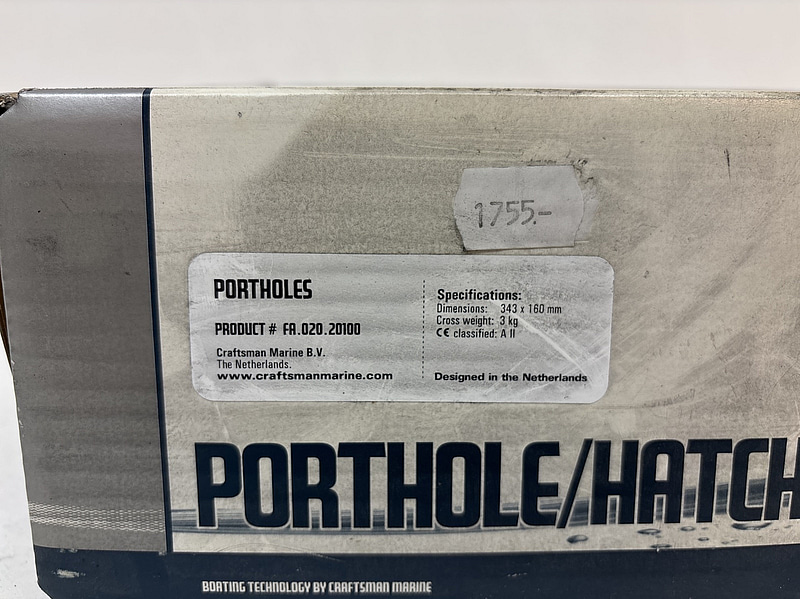 1755.-
PORTHOLES
PRODUCT # FA.020.20100
Craftsman Marine B.V.
The Netherlands.
www.craftsmanmarine.com
Specifications:
Dimensions: 343 x 160 mm
Cross weight: 3 kg
CE classified: A II
Designed in the Netherlands
PORTHOLE/HATCH
BOATING TECHNOLOGY BY CRAFTSMAN MARINE